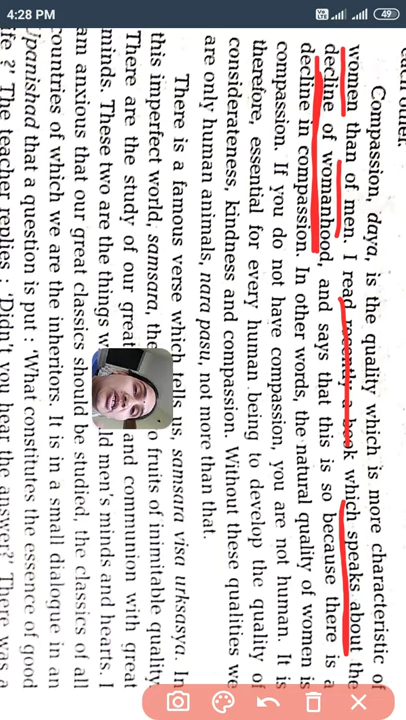 4:28 PM
49
each other.
Compassion, daya, is the quality which is more characteristic of
women than of men. I read recently a book which speaks about the
decline of womanhood, and says that this is so because there is a
decline in compassion. In other words, the natural quality of women is
compassion. If you do not have compassion, you are not human. It is
therefore, essential for every human being to develop the quality of
considerateness, kindness and compassion. Without these qualities we
are only human animals, nara pasu, not more than that.
There is a famous verse which tells us, samsara visa urksasya. In
this imperfect world, samsara, the o fruits of inimitable quality.
There are the study of our great and communion with great
minds. These two are the things w ld men's minds and hearts. I
am anxious that our great classics should be studied, the classics of all
countries of which we are the inheritors. It is in a small dialogue in an
Upanishad that a question is put : 'What constitutes the essence of good
life ?' The teacher replies : 'Didn't you hear the answer?' There was a